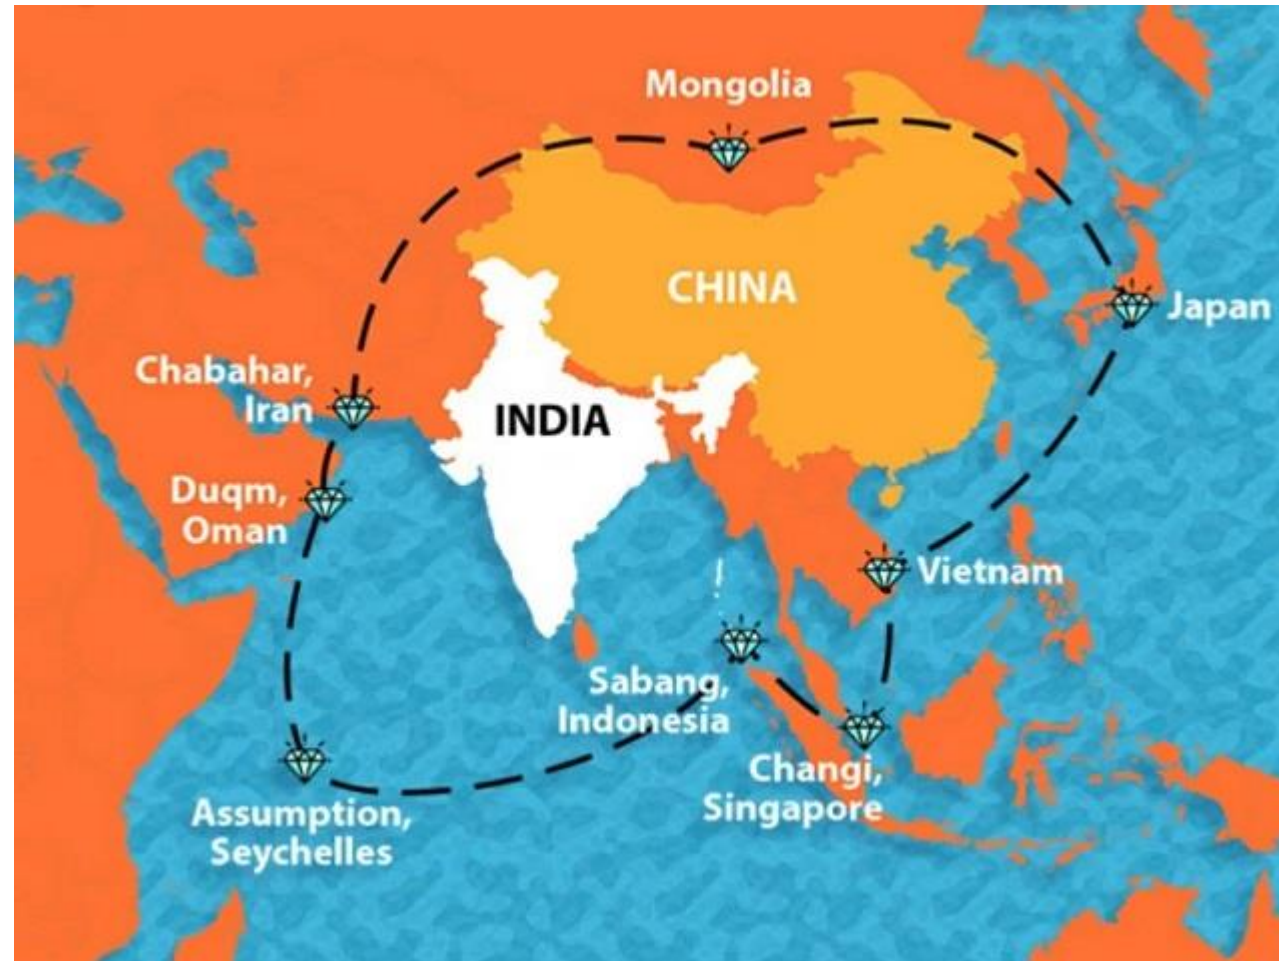 Mongolia
CHINA
Japan
Chabahar,
Iran
INDIA
Duqm,
Oman
Vietnam
Sabang,
Indonesia
Changi,
Singapore
Assumption,
Seychelles